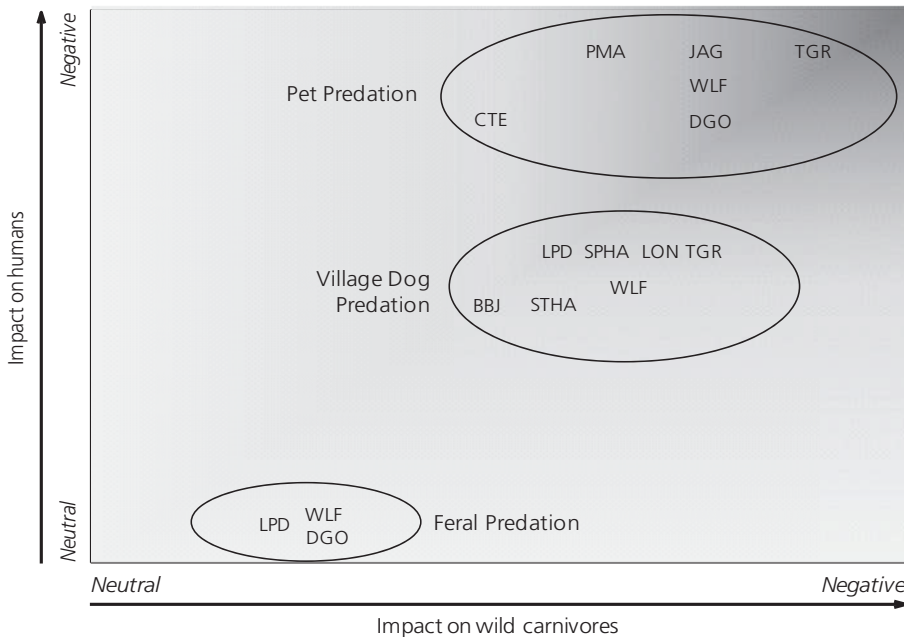 Negative
Impact on humans
Neutral
Pet Predation
PMA JAG TGR
WLF
CTE DGO
Village Dog
Predation
LPD SPHA LON TGR
WLF
BBJ STHA
WLF
LPD
DGO
Feral Predation
Neutral Negative
Impact on wild carnivores